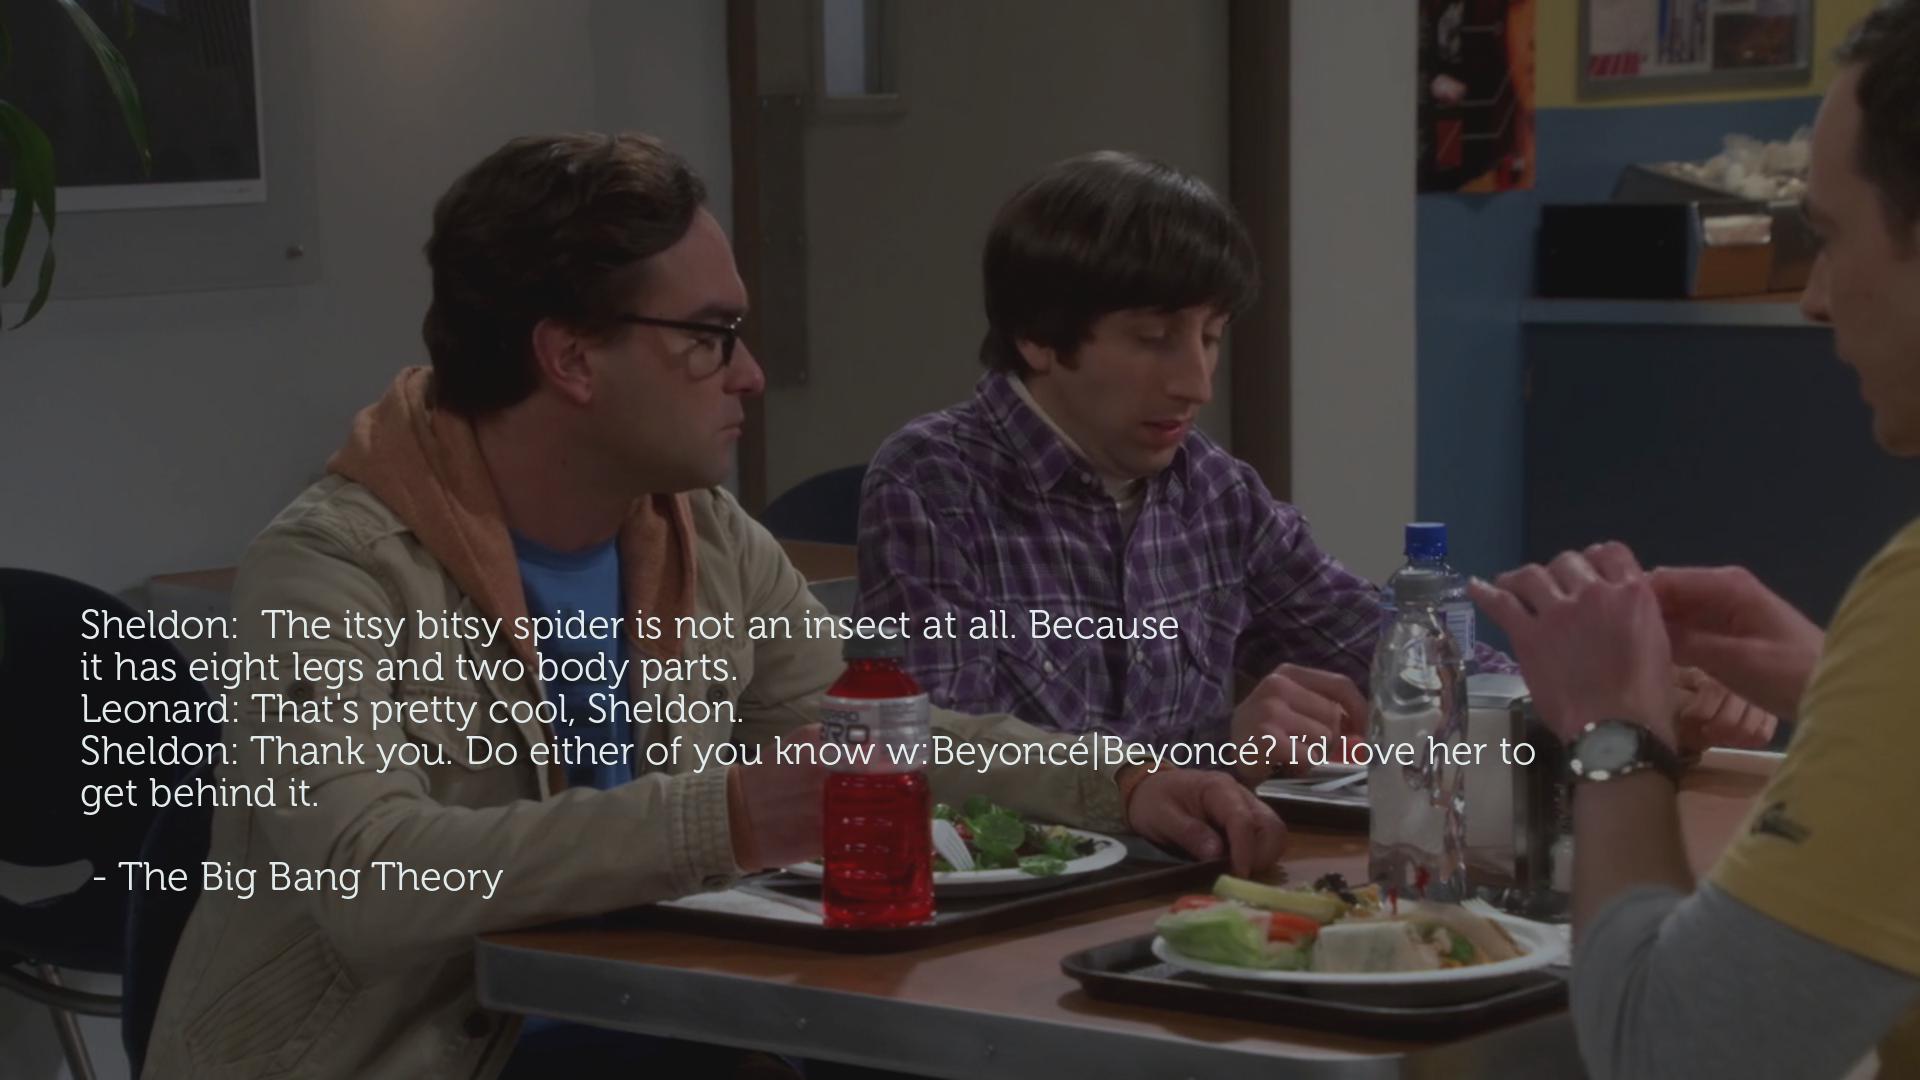 Sheldon:  The itsy bitsy spider is not an insect at all. Because
it has eight legs and two body parts.
Leonard: That's pretty cool, Sheldon.
Sheldon: Thank you. Do either of you know w:Beyoncé|Beyoncé? I’d love her to
get behind it.
- The Big Bang Theory